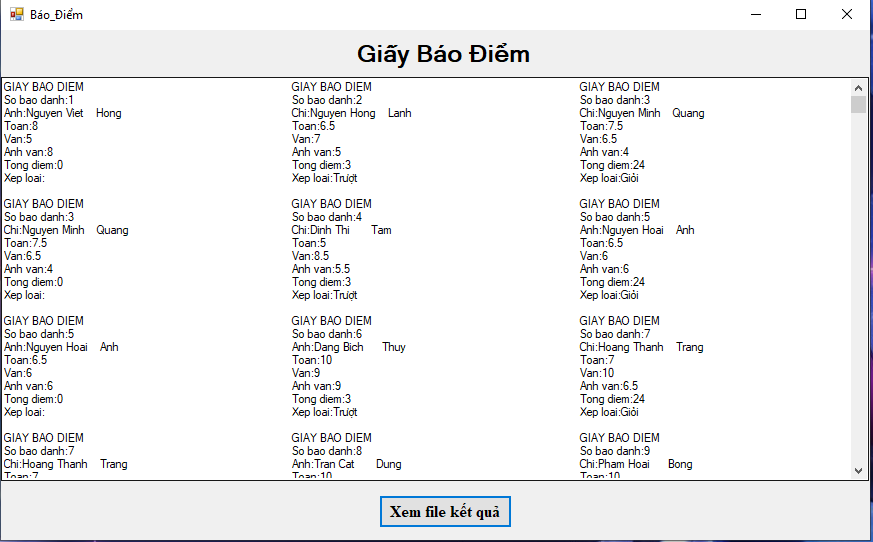 Báo_Điểm
Giấy Báo Điểm
GIAY BAO DIEM GIAY BAO DIEM GIAY BAO DIEM
So bao danh:1 So bao danh:2 So bao danh:3
Anh:Nguyen Viet Hong Chi:Nguyen Hong Lanh Chi:Nguyen Minh Quang
Toan:8 Toan:6.5 Toan:7.5
Van:5 Van:7 Van:6.5
Anh van:8 Anh van:5 Anh van:4
Tong diem:0 Tong diem:3 Tong diem:24
Xep loai: Xep loai:Trượt Xep loai:Giỏi
GIAY BAO DIEM GIAY BAO DIEM GIAY BAO DIEM
So bao danh:3 So bao danh:4 So bao danh:5
Chi:Nguyen Minh Quang Chi:Dinh Thi Tam Anh:Nguyen Hoai Anh
Toan:7.5 Toan:5 Toan:6.5
Van:6.5 Van:8.5 Van:6
Anh van:4 Anh van:5.5 Anh van:6
Tong diem:0 Tong diem:3 Tong diem:24
Xep loai: Xep loai:Trượt Xep loai:Giỏi
GIAY BAO DIEM GIAY BAO DIEM GIAY BAO DIEM
So bao danh:5 So bao danh:6 So bao danh:7
Anh:Nguyen Hoai Anh Anh:Dang Bich Thuy Chi:Hoang Thanh Trang
Toan:6.5 Toan:10 Toan:7
Van:6 Van:9 Van:10
Anh van:6 Anh van:9 Anh van:6.5
Tong diem:0 Tong diem:3 Tong diem:24
Xep loai: Xep loai:Trượt Xep loai:Giỏi
GIAY BAO DIEM GIAY BAO DIEM GIAY BAO DIEM
So bao danh:7 So bao danh:8 So bao danh:9
Chi:Hoang Thanh Trang Anh:Tran Cat Dung Chi:Pham Hoai Bong
Toan:7 Toan:10 Toan:10
Xem file kết quả